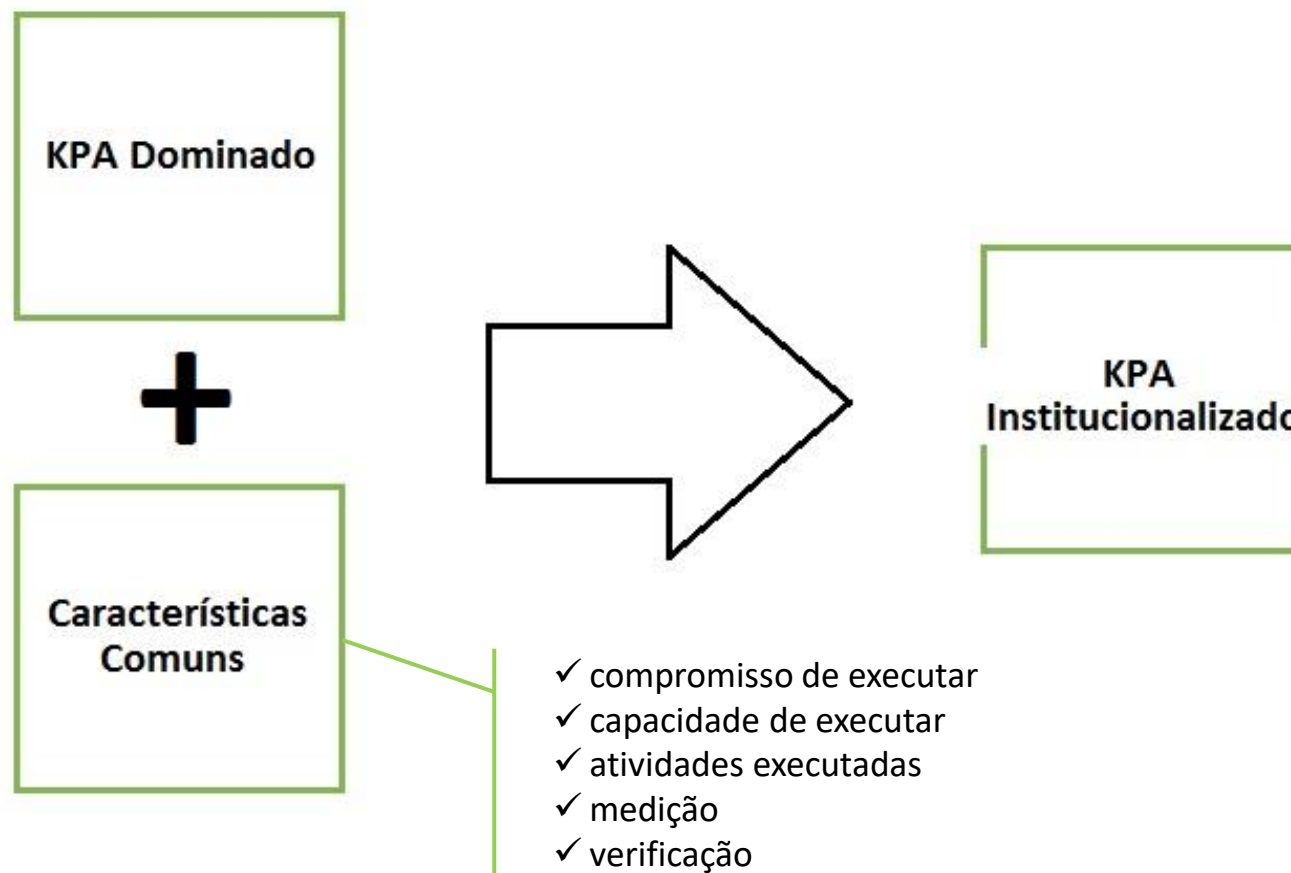 KPA Dominado
+
Características
Comuns
KPA
Institucionalizado
✓ compromisso de executar
✓ capacidade de executar
✓ atividades executadas
✓ medição
✓ verificação